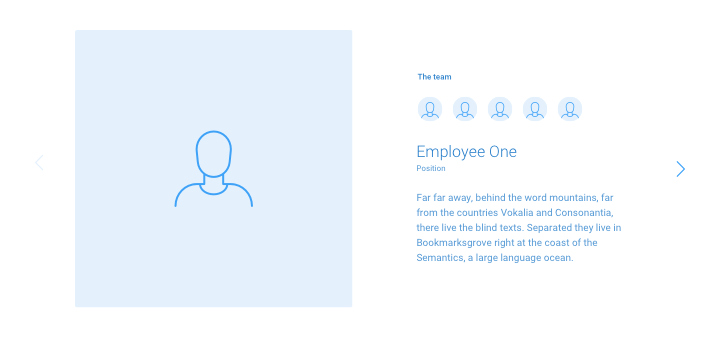 The team
Employee One
Position
Far far away, behind the word mountains, far
from the countries Vokalia and Consonantia,
there live the blind texts. Separated they live in
Bookmarksgrove right at the coast of the
Semantics, a large language ocean.